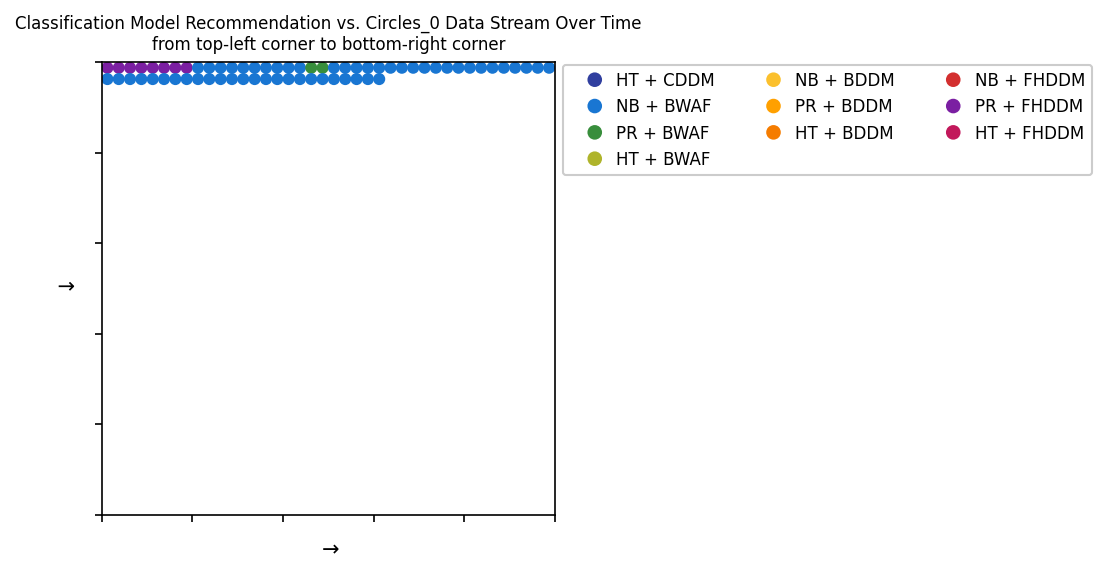 Classification Model Recommendation vs. Circles_0 Data Stream Over Time
from top-left corner to bottom-right corner
HT + CDDM
NB + BWAF
PR + BWAF
HT + BWAF
NB + BDDM
PR + BDDM
HT + BDDM
NB + FHDDM
PR + FHDDM
HT + FHDDM
→
→